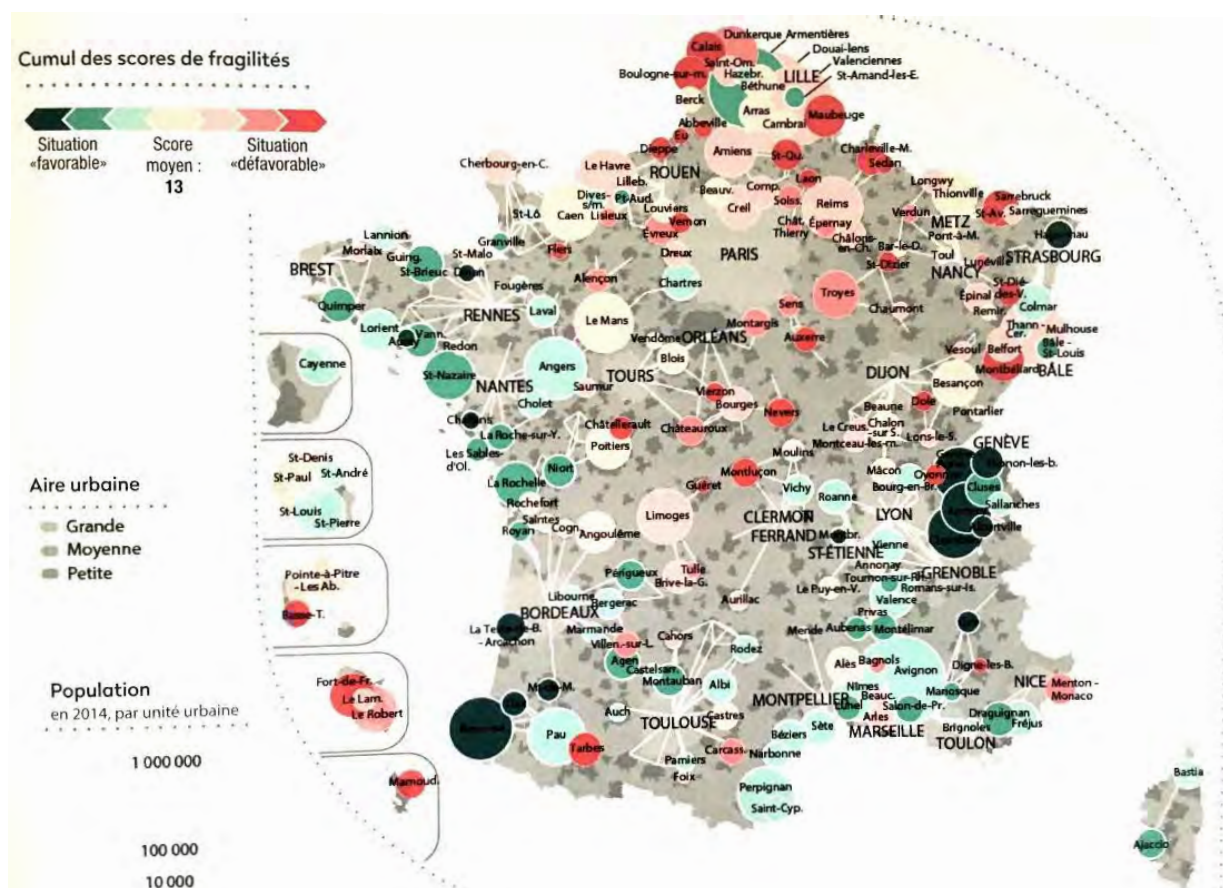 Cumul des scores de fragilités
Situation
«favorable»
Score
moyen :
13
Situation
«défavorable»
Aire urbaine
Grande
Moyenne
Petite
Population
en 2014, par unité urbaine
1 000 000
100 000
10 000
Dunkerque
Armentières
Calais
Douai-lens
Saint-Om.
Valenciennes
Boulogne-sur-m.
Hazebr.
LILLE
St-Amand-les-E.
Béthune
Berck
Arras
Maubeuge
Abbeville
Cambrai
Eu
Dieppe
Amiens
St-Qu.
Charleville-M.
Sedan
Cherbourg-en-C.
Le Havre
ROUEN
Laon
Longwy
Lilleb.
Beauv.
Comp.
Thionville
Sarrebruck
Dives-
s/m.
Pt-Aud.
Soiss.
Reims
St-Av.
Sarreguemines
St-Lô
Caen
Lisieux
Louviers
Creil
Verdun
METZ
Vernon
Chât.
Thierry
Épernay
Pont-à-M.
Évreux
Châlons-
en-Ch.
Bar-le-D.
Toul
STRASBOURG
Lannion
Granville
Flers
Dreux
PARIS
St-Dizier
Lunéville
Morlaix
Guing.
St-Malo
NANCY
BREST
St-Brieuc
Dinan
Alençon
Chartres
Troyes
St-Dié-
des-V.
Fougères
Épinal
Colmar
Quimper
Laval
Sens
Chaumont
Remir.
RENNES
Le Mans
Montargis
Thann-
Cer.
Lorient
Vann.
Vendôme
ORLÉANS
Auxerre
Mulhouse
Redon
Blois
Vesoul
Belfort
Bâle -
St-Louis
Cayenne
St-Nazaire
Angers
TOURS
DIJON
Montbéliard
BÂLE
NANTES
Saumur
Vierzon
Besançon
Cholet
Bourges
Beaune
Dole
Châtellerault
Nevers
Pontarlier
La Roche-sur-Y.
Châteauroux
Le Creus.
Chalon
sur S.
Les Sables-
d'Ol.
Poitiers
Montceau-les-m.
Lons-le-S.
GENÈVE
St-Denis
Niort
Moulins
Thonon-les-b.
St-Paul
St-André
La Rochelle
Montluçon
Mâcon
Guéret
Vichy
Bourg-en-Br.
Cluses
Rochefort
Roanne
Sallanches
St-Louis
St-Pierre
Saintes
Limoges
CLERMON
FERRAND
LYON
Royan
Cogn.
Angoulême
Albertville
ST-ÉTIENNE
Vienne
Pointe-à-Pitre
-Les Ab.
Périgueux
Tulle
Annonay
GRENOBLE
Brive-la-G.
Tournon-sur-Rh.
Le Puy-en-V.
Romans-sur-Is.
Basse-T.
Libourne
Bergerac
Aurillac
Valence
BORDEAUX
Privas
La Teste-de-B.
-Arcachon
Marmande
Cahors
Mende
Aubenas
Montélimar
Villen.-sur-L.
Rodez
Agen
Castelsarr.
Alès
Bagnols
Digne-les-B.
Fort-de-Fr.
Montauban
Albi
Avignon
NICE
Menton -
Monaco
Le Lam.
MONTPELLIER
Nîmes
Manosque
Le Robert
Beauc.
Auch
TOULOUSE
Castres
Lunel
Salon-de-Pr.
Draguignan
Pau
Sète
Arles
Fréjus
Tarbes
Béziers
MARSEILLE
Brignoles
Carcass.
Narbonne
TOULON
Pamiers
Foix
Mamoud.
Perpignan
Saint-Cyp.
Bastia
Ajaccio